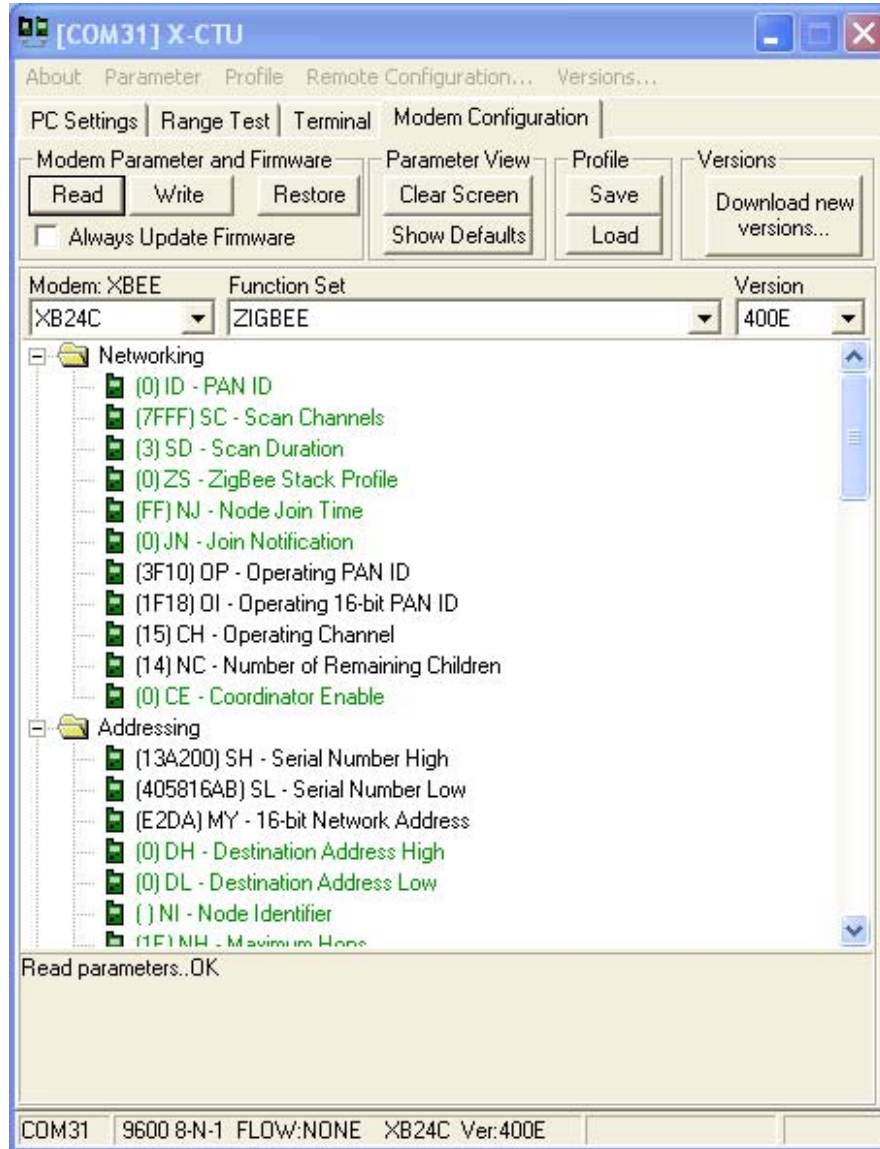 [COM31] X-CTU
About Parameter Profile Remote Configuration... Versions...
PC Settings Range Test Terminal Modem Configuration
Modem Parameter and Firmware Parameter View Profile Versions
Read Write Restore Clear Screen Save Download new versions...
Always Update Firmware Show Defaults Load
Modem: XBEE Function Set Version
XB24C ZIGBEE 400E
Networking
(0) ID - PAN ID
(7FFF) SC - Scan Channels
(3) SD - Scan Duration
(0) ZS - ZigBee Stack Profile
(FF) NJ - Node Join Time
(0) JN - Join Notification
(3F10) OP - Operating PAN ID
(1F18) OI - Operating 16-bit PAN ID
(15) CH - Operating Channel
(14) NC - Number of Remaining Children
(0) CE - Coordinator Enable
Addressing
(13A200) SH - Serial Number High
(405816AB) SL - Serial Number Low
(E2DA) MY - 16-bit Network Address
(0) DH - Destination Address High
(0) DL - Destination Address Low
( ) NI - Node Identifier
(1E) NH - Maximum Hops
Read parameters..OK
COM31 9600 8-N-1 FLOW:NONE XB24C Ver:400E